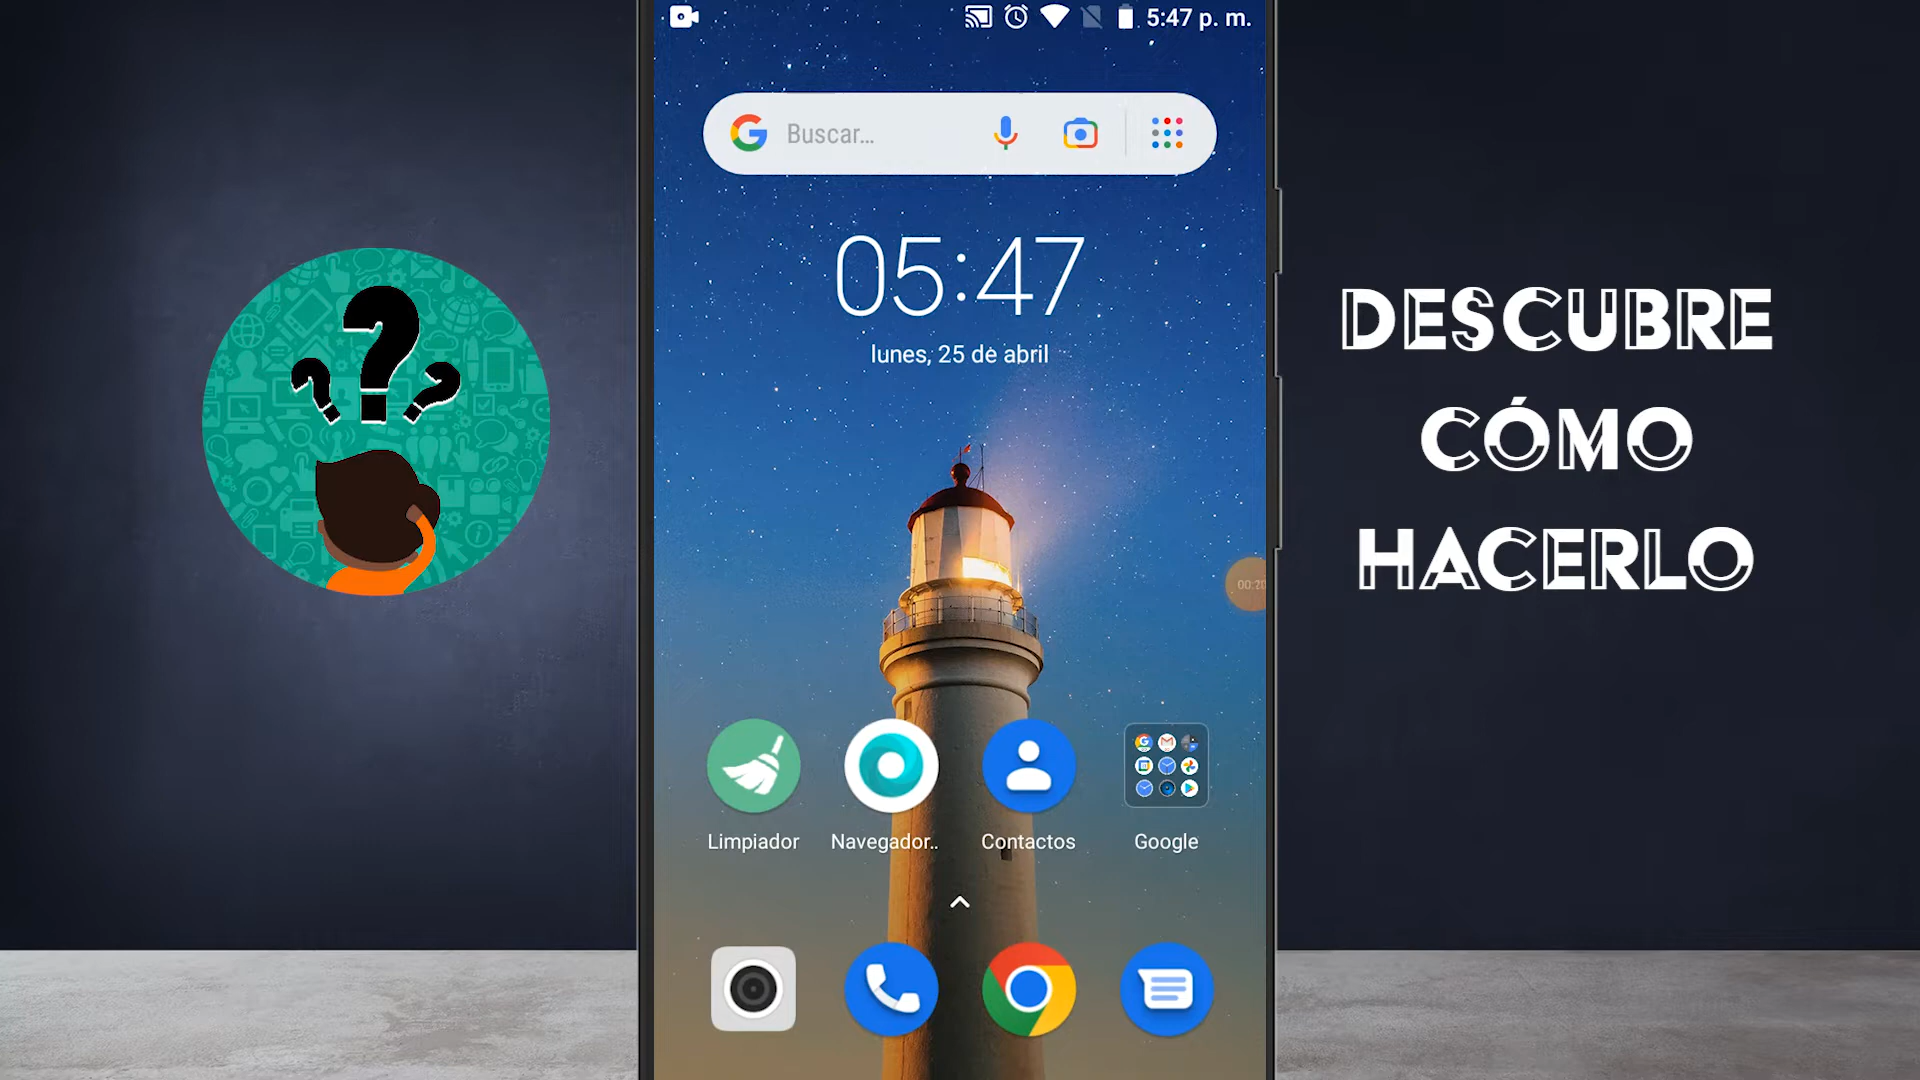 5:47 p. m.
Buscar...
05:47
lunes, 25 de abril
DESCUBRE
CÓMO
HACERLO
Limpiador
Navegador..
Contactos
Google